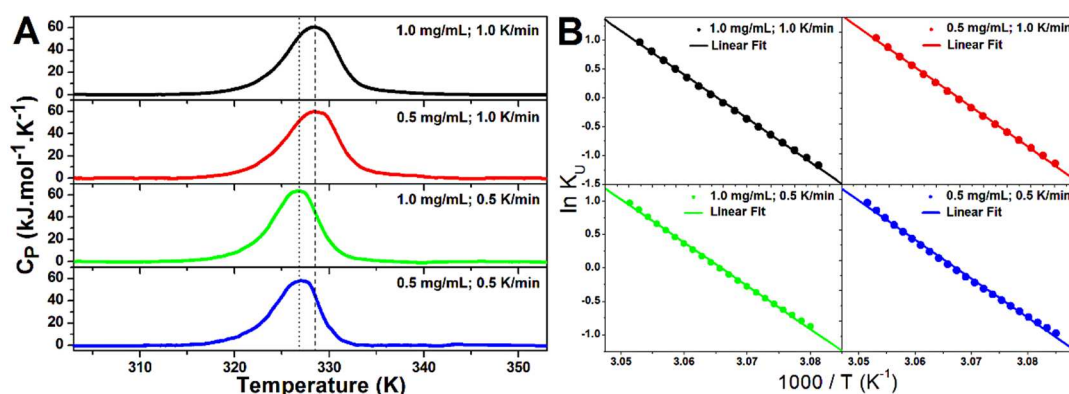 A
60
40
20
0
1.0 mg/mL; 1.0 K/min
60
40
20
0
0.5 mg/mL; 1.0 K/min
60
40
20
0
1.0 mg/mL; 0.5 K/min
60
40
20
0
0.5 mg/mL; 0.5 K/min
310 320 330 340 350
Temperature (K)
C_P (kJ.mol⁻¹.K⁻¹)
B
1.0 mg/mL; 1.0 K/min
Linear Fit
0.5 mg/mL; 1.0 K/min
Linear Fit
1.0
0.5
0.0
-0.5
-1.0
-1.5
1.0 mg/mL; 0.5 K/min
Linear Fit
0.5 mg/mL; 0.5 K/min
Linear Fit
1.0
0.5
0.0
-0.5
-1.0
3.05 3.06 3.07 3.08 3.05 3.06 3.07 3.08
1000 / T (K⁻¹)
ln K_U